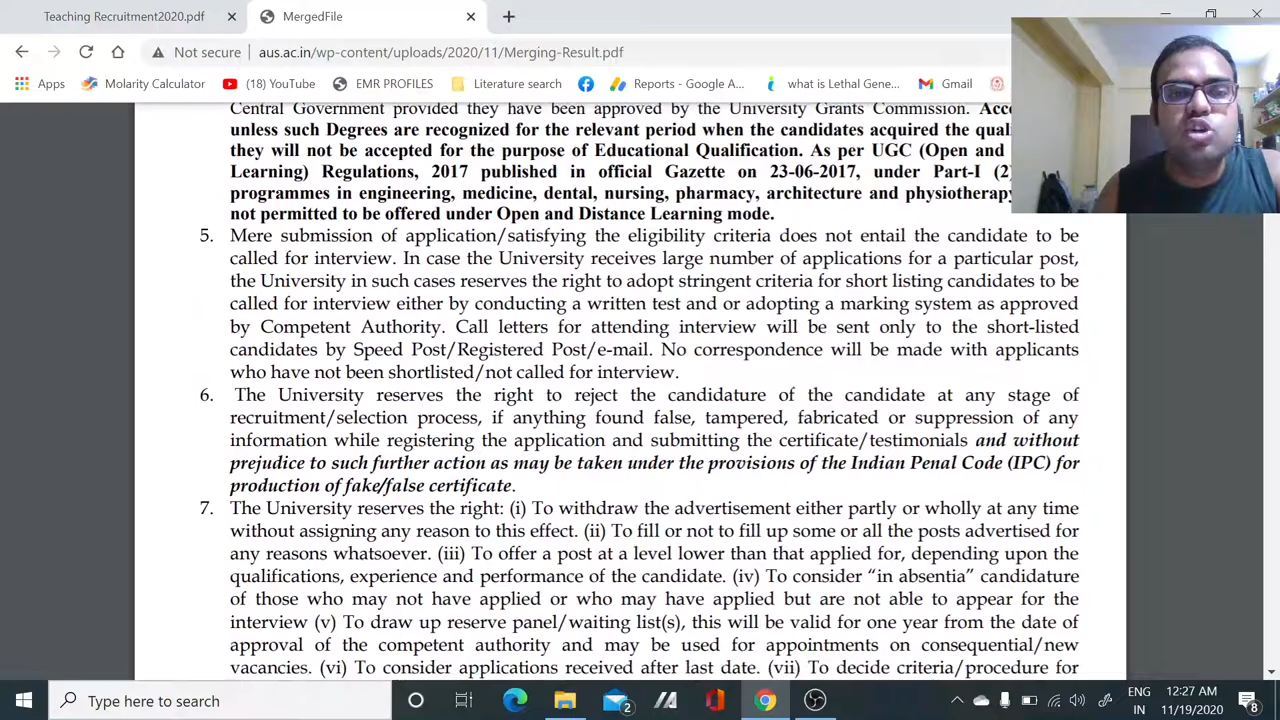 Teaching Recruitment2020.pdf
MergedFile
Not secure aus.ac.in/wp-content/uploads/2020/11/Merging-Result.pdf
Apps Molarity Calculator (18) YouTube EMR PROFILES Literature search Reports - Google A... what is Lethal Gene... Gmail
Central Government provided they have been approved by the University Grants Commission.
unless such Degrees are recognized for the relevant period when the candidates acquired the
they will not be accepted for the purpose of Educational Qualification. As per UGC (Open and
Learning) Regulations, 2017 published in official Gazette on 23-06-2017, under Part-I (2)
programmes in engineering, medicine, dental, nursing, pharmacy, architecture and physiotherapy
not permitted to be offered under Open and Distance Learning mode.
5. Mere submission of application/satisfying the eligibility criteria does not entail the candidate to be
called for interview. In case the University receives large number of applications for a particular post,
the University in such cases reserves the right to adopt stringent criteria for short listing candidates to be
called for interview either by conducting a written test and or adopting a marking system as approved
by Competent Authority. Call letters for attending interview will be sent only to the short-listed
candidates by Speed Post/Registered Post/e-mail. No correspondence will be made with applicants
who have not been shortlisted/not called for interview.
6. The University reserves the right to reject the candidature of the candidate at any stage of
recruitment/selection process, if anything found false, tampered, fabricated or suppression of any
information while registering the application and submitting the certificate/testimonials and without
prejudice to such further action as may be taken under the provisions of the Indian Penal Code (IPC) for
production of fake/false certificate.
7. The University reserves the right: (i) To withdraw the advertisement either partly or wholly at any time
without assigning any reason to this effect. (ii) To fill or not to fill up some or all the posts advertised for
any reasons whatsoever. (iii) To offer a post at a level lower than that applied for, depending upon the
qualifications, experience and performance of the candidate. (iv) To consider “in absentia” candidature
of those who may not have applied or who may have applied but are not able to appear for the
interview (v) To draw up reserve panel/waiting list(s), this will be valid for one year from the date of
approval of the competent authority and may be used for appointments on consequential/new
vacancies. (vi) To consider applications received after last date. (vii) To decide criteria/procedure for
Type here to search
2
ENG
IN
12:27 AM
11/19/2020
8